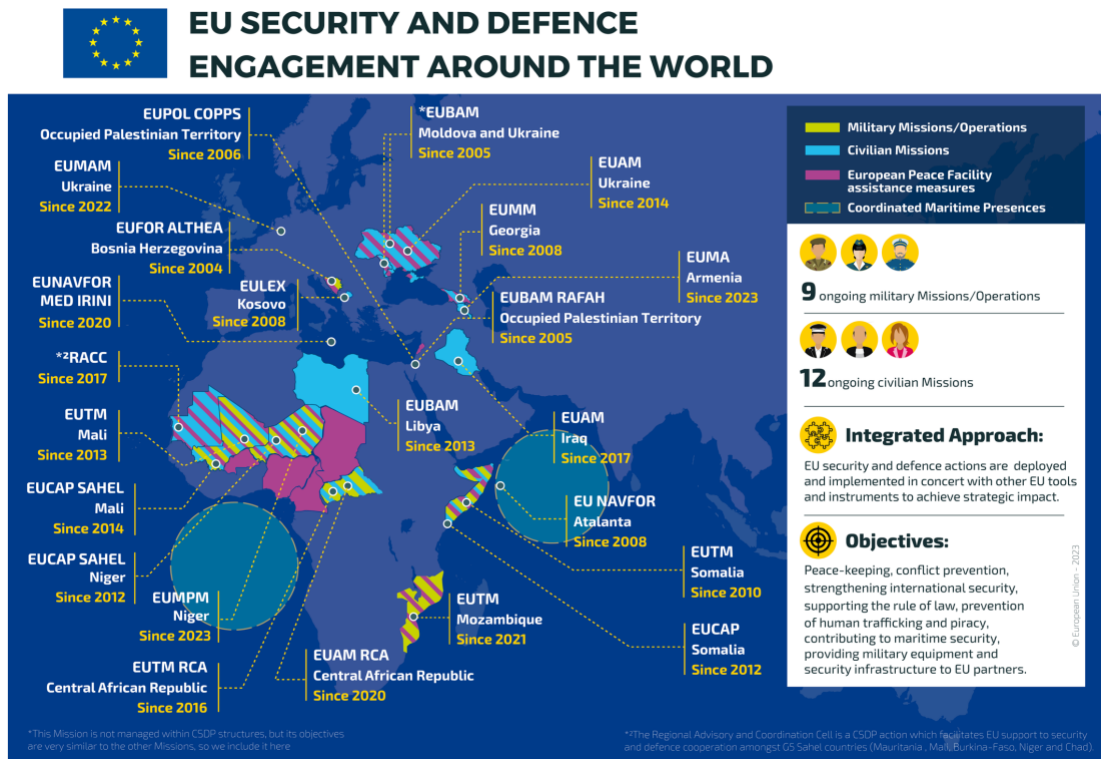 EU SECURITY AND DEFENCE
ENGAGEMENT AROUND THE WORLD
EUPOL COPPS
Occupied Palestinian Territory
Since 2006
EUMAM
Ukraine
Since 2022
EUFOR ALTHEA
Bosnia Herzegovina
Since 2004
EUNAVFOR
MED IRINI
Since 2020
EULEX
Kosovo
Since 2008
*²RACC
Since 2017
EUTM
Mali
Since 2013
EUCAP SAHEL
Mali
Since 2014
EUCAP SAHEL
Niger
Since 2012
EUMPM
Niger
Since 2023
EUTM RCA
Central African Republic
Since 2016
*EUBAM
Moldova and Ukraine
Since 2005
EUAM
Ukraine
Since 2014
EUMM
Georgia
Since 2008
EUMA
Armenia
Since 2023
EUBAM RAFAH
Occupied Palestinian Territory
Since 2005
EUBAM
Libya
Since 2013
EUAM
Iraq
Since 2017
EU NAVFOR
Atalanta
Since 2008
EUTM
Somalia
Since 2010
EUTM
Mozambique
Since 2021
EUCAP
Somalia
Since 2012
EUAM RCA
Central African Republic
Since 2020
Military Missions/Operations
Civilian Missions
European Peace Facility
assistance measures
Coordinated Maritime Presences
9 ongoing military Missions/Operations
12 ongoing civilian Missions
Integrated Approach:
EU security and defence actions are deployed
and implemented in concert with other EU tools
and instruments to achieve strategic impact.
Objectives:
Peace-keeping, conflict prevention,
strengthening international security,
supporting the rule of law, prevention
of human trafficking and piracy,
contributing to maritime security,
providing military equipment and
security infrastructure to EU partners.
© European Union - 2023
*This Mission is not managed within CSDP structures, but its objectives
are very similar to the other Missions, so we include it here
*²The Regional Advisory and Coordination Cell is a CSDP action which facilitates EU support to security
and defence cooperation amongst G5 Sahel countries (Mauritania , Mali, Burkina-Faso, Niger and Chad).